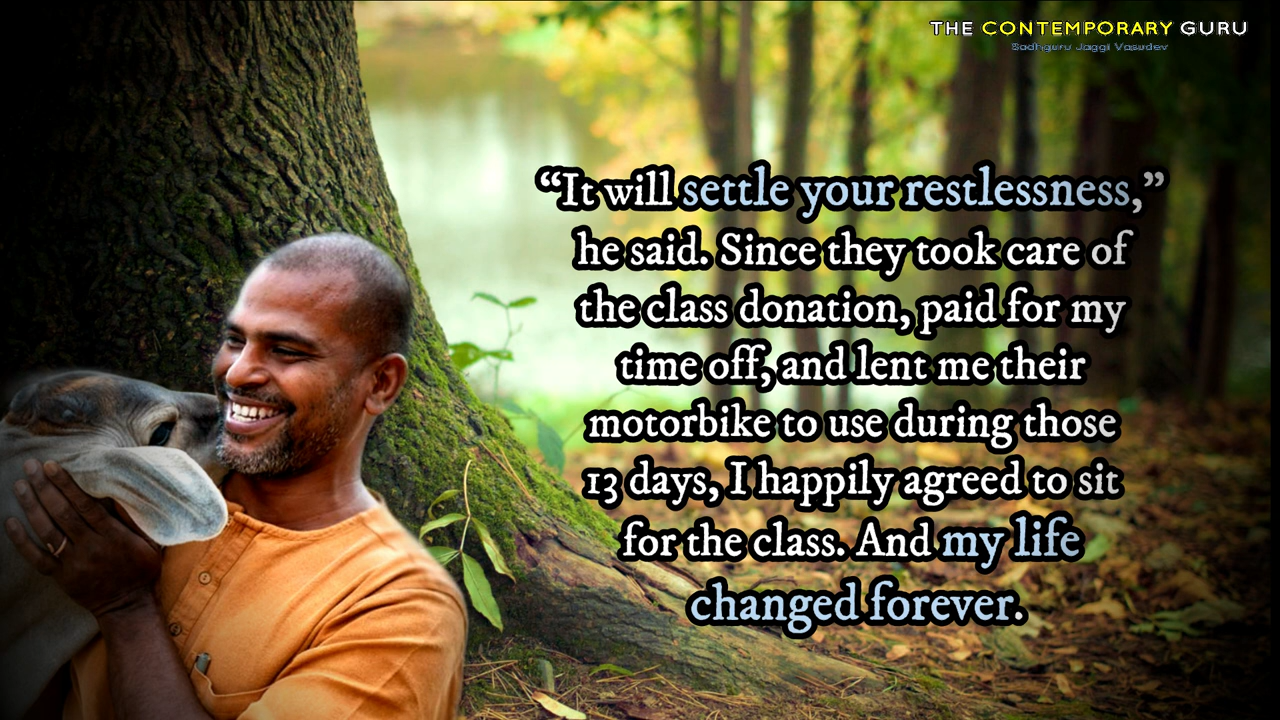 THE CONTEMPORARY GURU
Sadhguru Jaggi Vasudev
“It will settle your restlessness,”
he said. Since they took care of
the class donation, paid for my
time off, and lent me their
motorbike to use during those
13 days, I happily agreed to sit
for the class. And my life
changed forever.